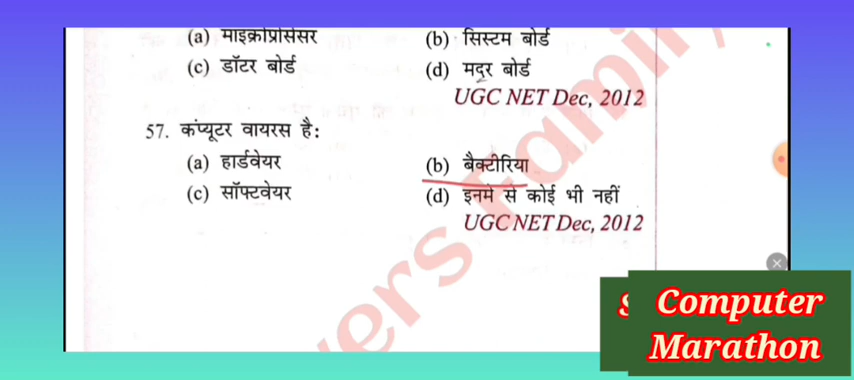 (a) माइक्रोप्रोसेसर (b) सिस्टम बोर्ड
(c) डॉटर बोर्ड (d) मदर बोर्ड
UGC NET Dec, 2012
57. कंप्यूटर वायरस है:
(a) हार्डवेयर (b) बैक्टीरिया
(c) सॉफ्टवेयर (d) इनमे से कोई भी नहीं
UGC NET Dec, 2012
Computer
Marathon